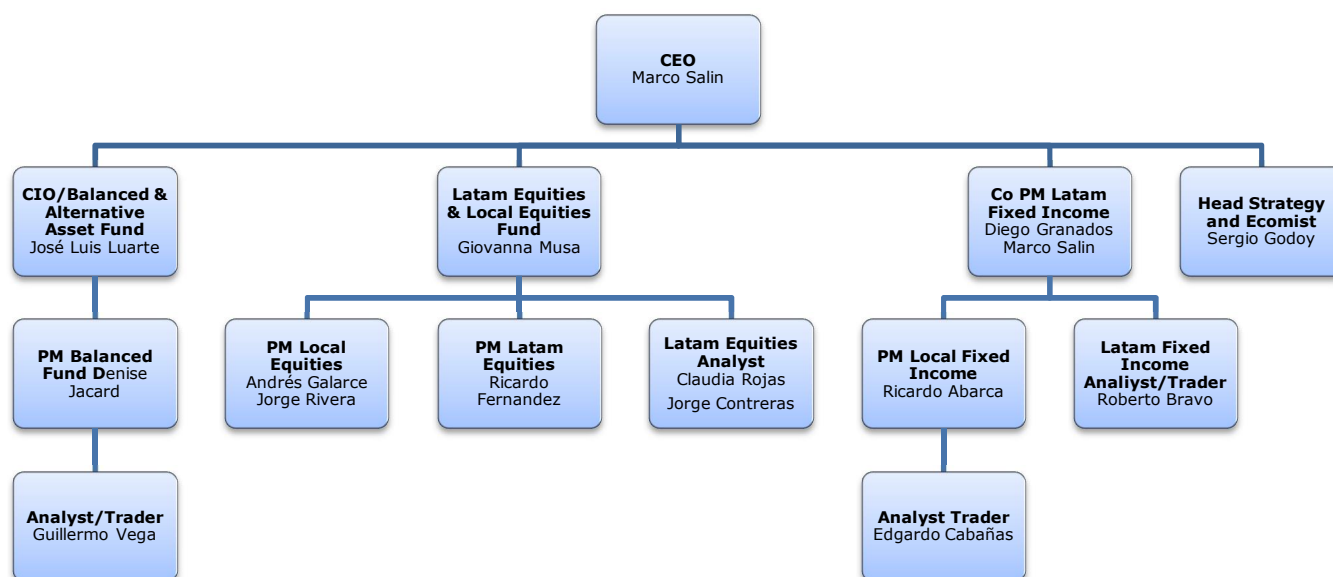 CEO
Marco Salin
CIO/Balanced &
Alternative
Asset Fund
José Luis Luarte
Latam Equities
& Local Equities
Fund
Giovanna Musa
Co PM Latam
Fixed Income
Diego Granados
Marco Salin
Head Strategy
and Ecomist
Sergio Godoy
PM Balanced
Fund Denise
Jacard
PM Local
Equities
Andrés Galarce
Jorge Rivera
PM Latam
Equities
Ricardo
Fernandez
Latam Equities
Analyst
Claudia Rojas
Jorge Contreras
PM Local Fixed
Income
Ricardo Abarca
Latam Fixed
Income
Analyist/Trader
Roberto Bravo
Analyst/Trader
Guillermo Vega
Analyst Trader
Edgardo Cabañas